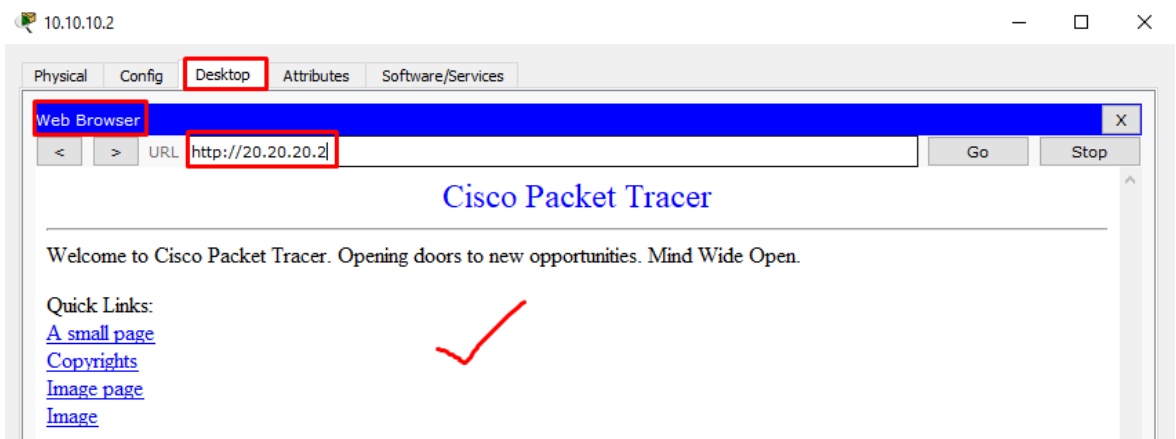 10.10.10.2
Physical Config Desktop Attributes Software/Services
Web Browser X
< > URL http://20.20.20.2 Go Stop
Cisco Packet Tracer
Welcome to Cisco Packet Tracer. Opening doors to new opportunities. Mind Wide Open.
Quick Links:
A small page
Copyrights
Image page
Image